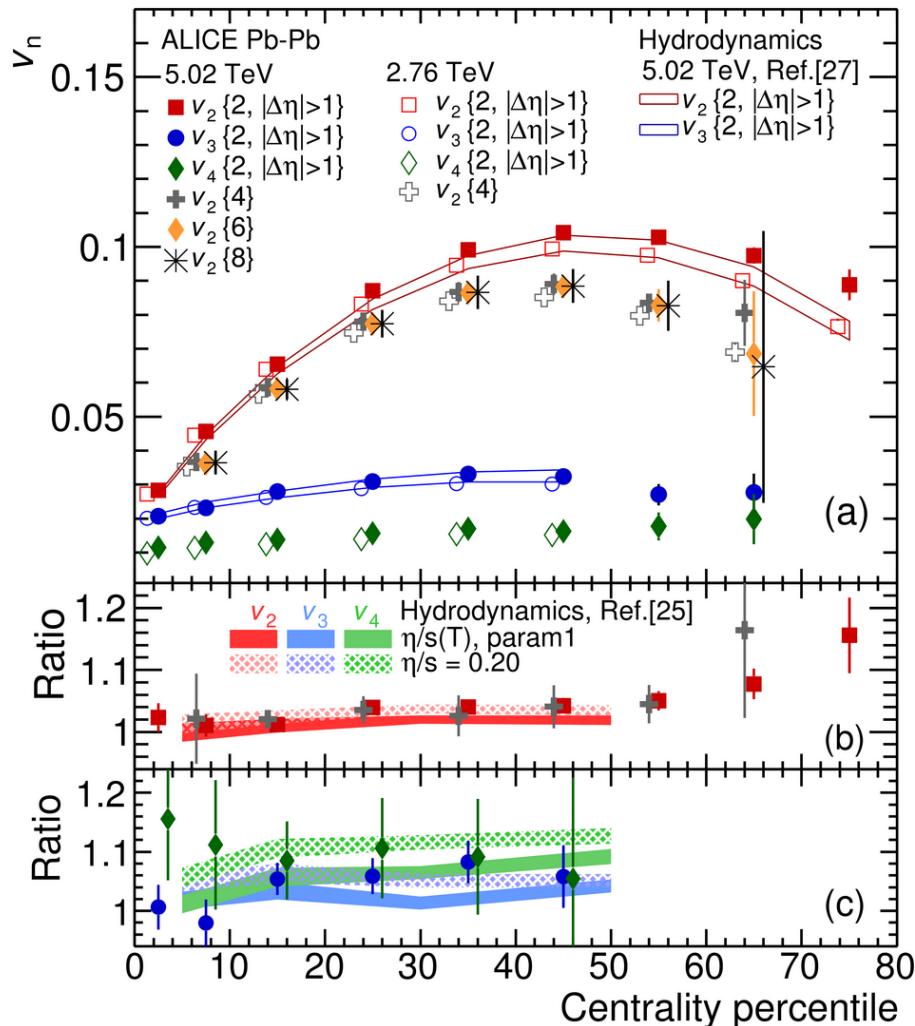 v_n
ALICE Pb-Pb
5.02 TeV
v_2{2, |Δη|>1}
v_3{2, |Δη|>1}
v_4{2, |Δη|>1}
v_2{4}
v_2{6}
v_2{8}
2.76 TeV
v_2{2, |Δη|>1}
v_3{2, |Δη|>1}
v_4{2, |Δη|>1}
v_2{4}
Hydrodynamics
5.02 TeV, Ref.[27]
v_2{2, |Δη|>1}
v_3{2, |Δη|>1}
0.15
0.1
0.05
(a)
Ratio
1.2
1.1
1
v_2 v_3 v_4 Hydrodynamics, Ref.[25]
η/s(T), param1
η/s = 0.20
(b)
Ratio
1.2
1.1
1
(c)
0 10 20 30 40 50 60 70 80
Centrality percentile